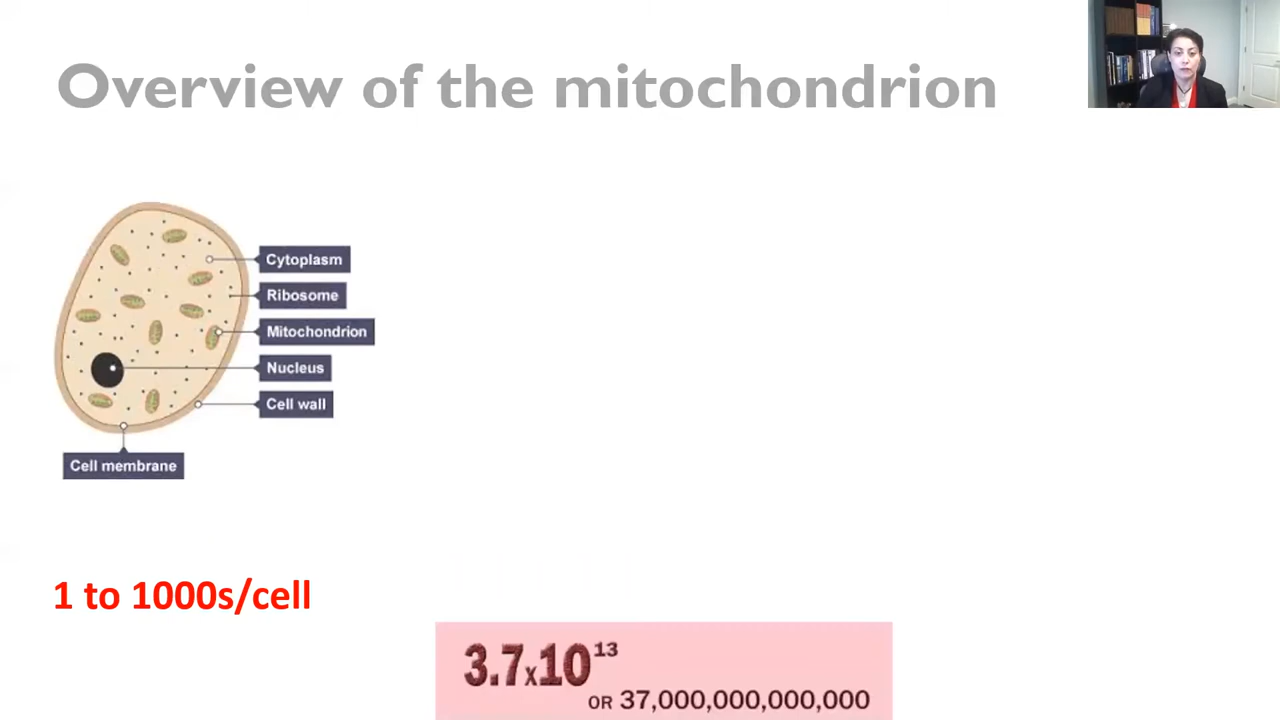 Overview of the mitochondrion
Cytoplasm
Ribosome
Mitochondrion
Nucleus
Cell wall
Cell membrane
1 to 1000s/cell
3.7x10¹³
OR 37,000,000,000,000